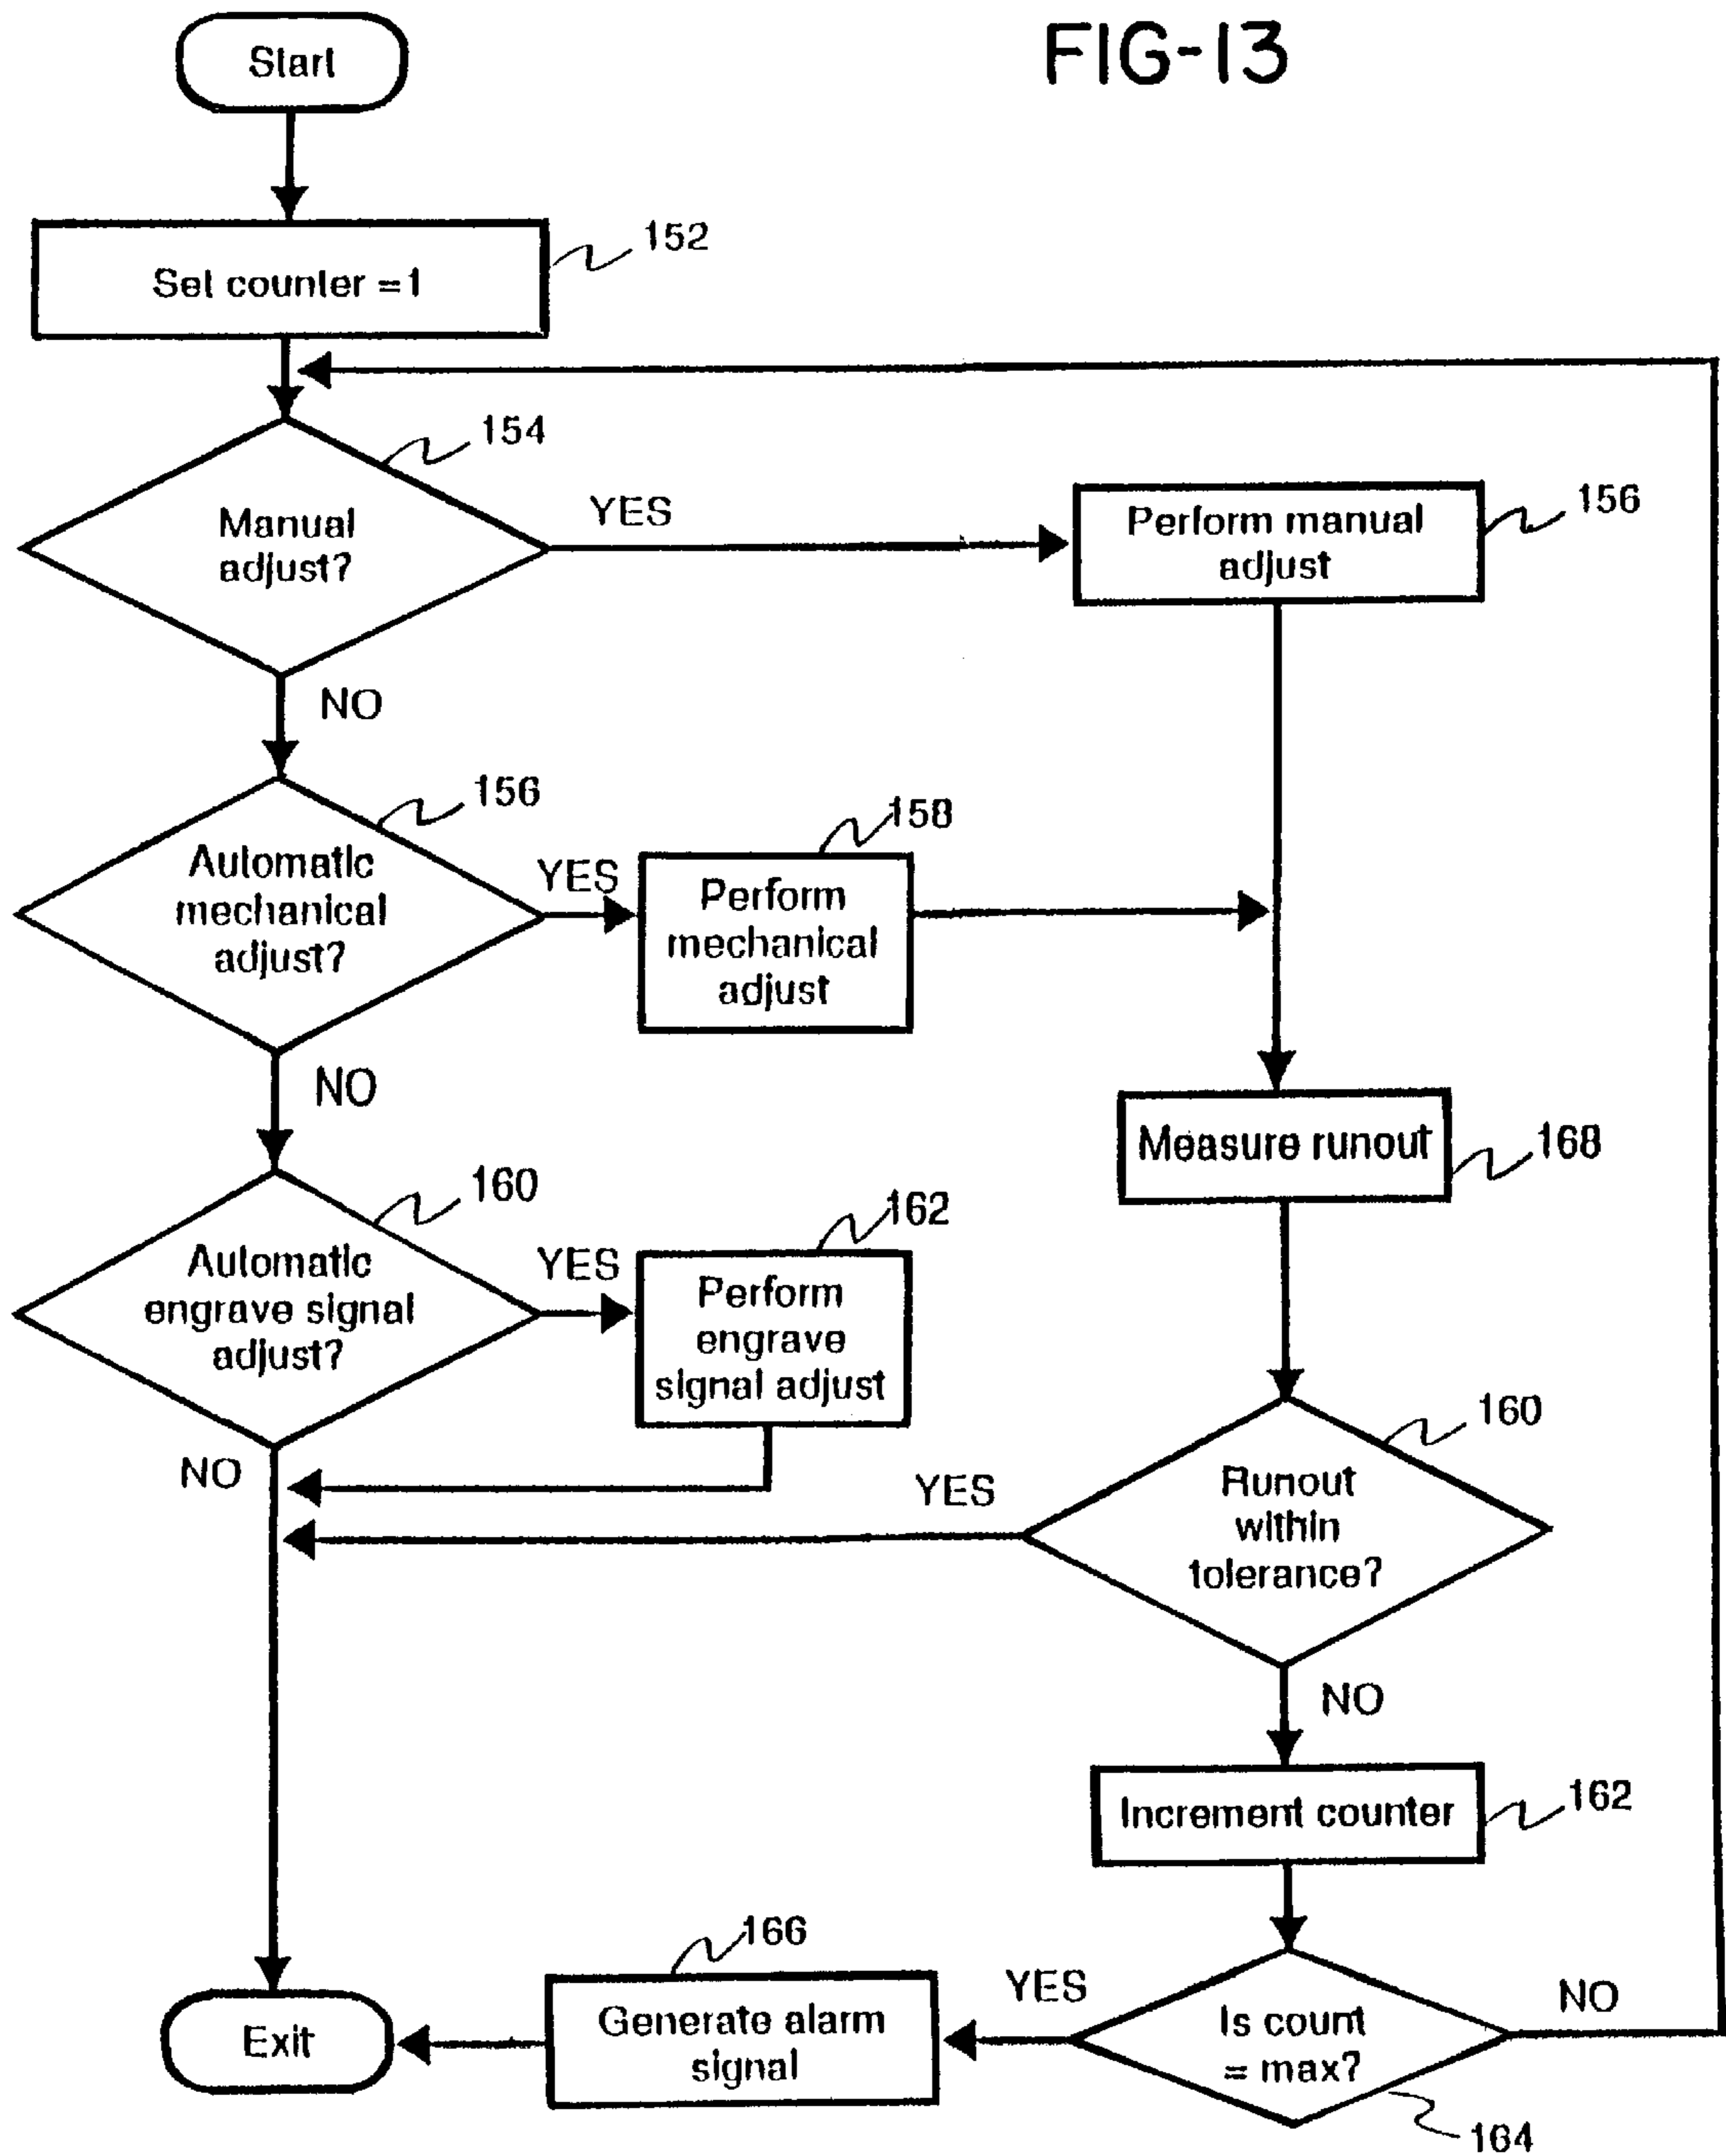 FIG-13
Start
Set counter =1
152
154
Manual
adjust?
YES
NO
Perform manual
adjust
156
156
Automatic
mechanical
adjust?
YES
NO
158
Perform
mechanical
adjust
Measure runout
168
160
Automatic
engrave signal
adjust?
YES
NO
162
Perform
engrave
signal adjust
160
Runout
within
tolerance?
YES
NO
Increment counter
162
Is count
= max?
YES
NO
164
166
Generate alarm
signal
Exit